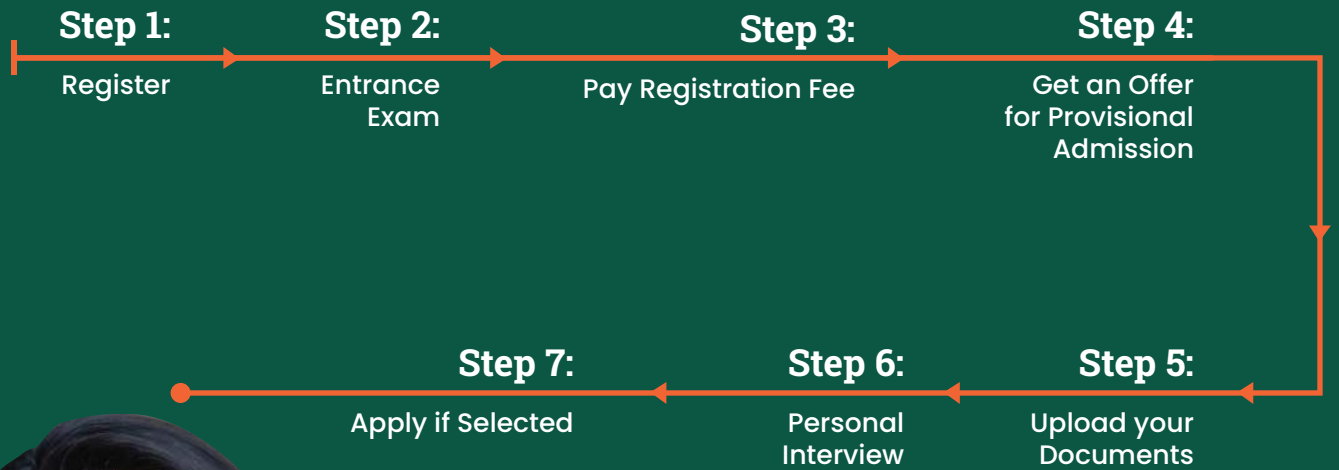 Step 1:
Register
Step 2:
Entrance
Exam
Step 3:
Pay Registration Fee
Step 4:
Get an Offer
for Provisional
Admission
Step 5:
Upload your
Documents
Step 6:
Personal
Interview
Step 7:
Apply if Selected